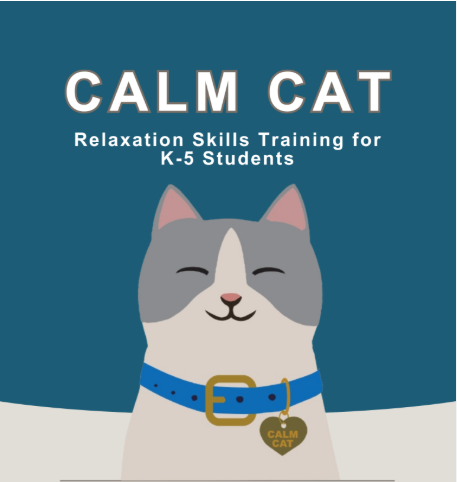 CALM CAT
Relaxation Skills Training for
K-5 Students
CALM
CAT